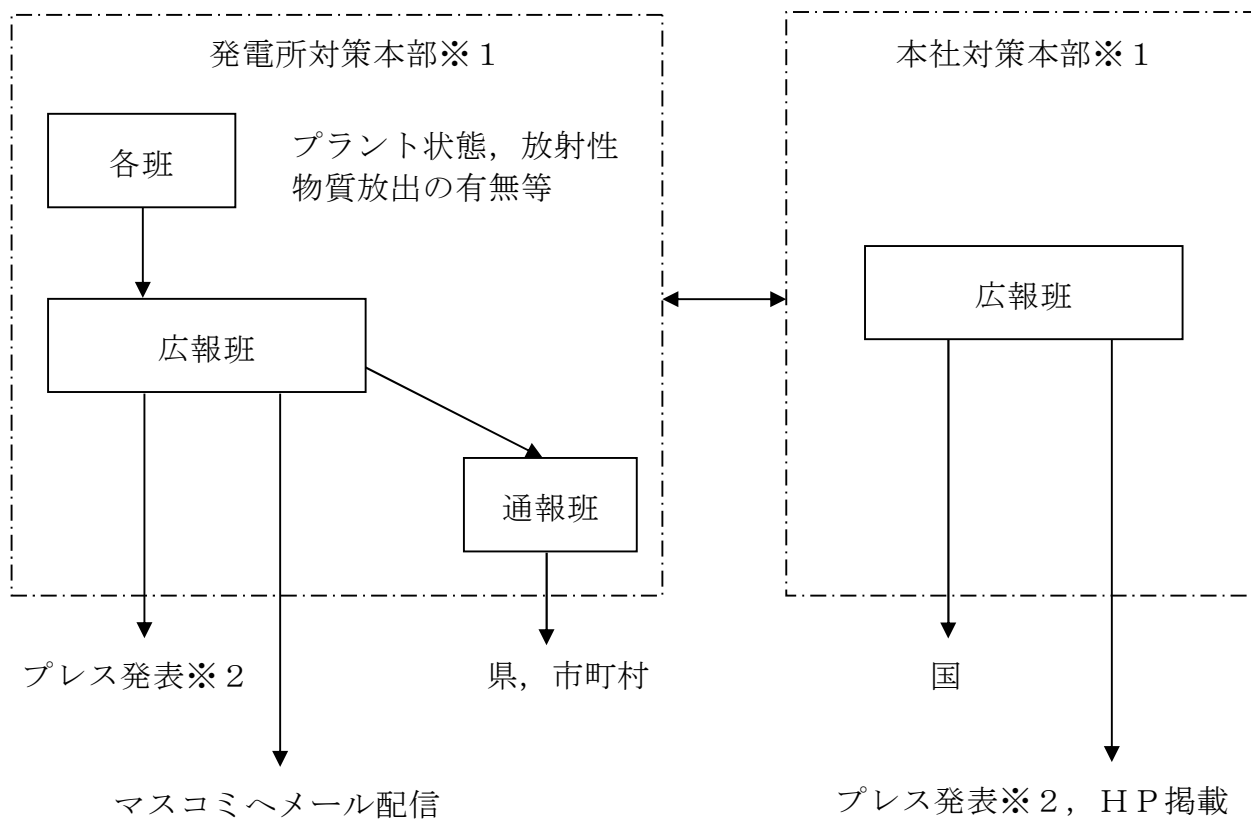 発電所対策本部※１
本社対策本部※１
各班
プラント状態，放射性
物質放出の有無等
広報班
広報班
通報班
プレス発表※２
県，市町村
国
マスコミへメール配信
プレス発表※２，ＨＰ掲載